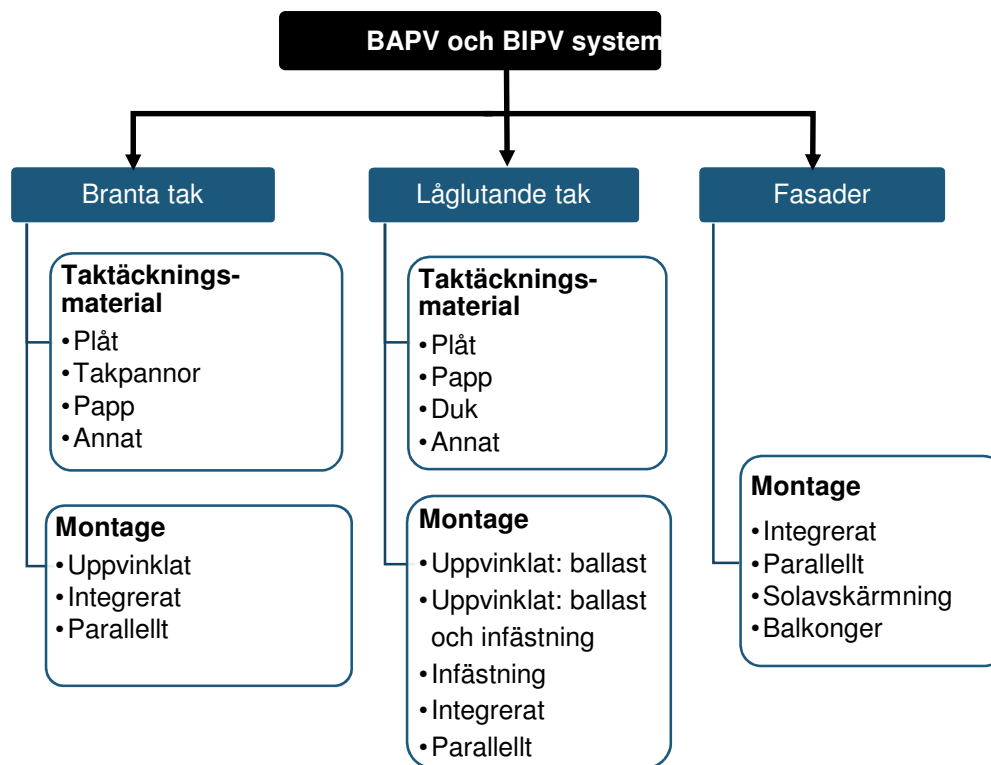 BAPV och BIPV system
Branta tak
Taktäcknings-
material
•Plåt
•Takpannor
•Papp
•Annat
Montage
•Uppvinklat
•Integrerat
•Parallellt
Låglutande tak
Taktäcknings-
material
•Plåt
•Papp
•Duk
•Annat
Montage
•Uppvinklat: ballast
•Uppvinklat: ballast
och infästning
•Infästning
•Integrerat
•Parallellt
Fasader
Montage
•Integrerat
•Parallellt
•Solavskärmning
•Balkonger